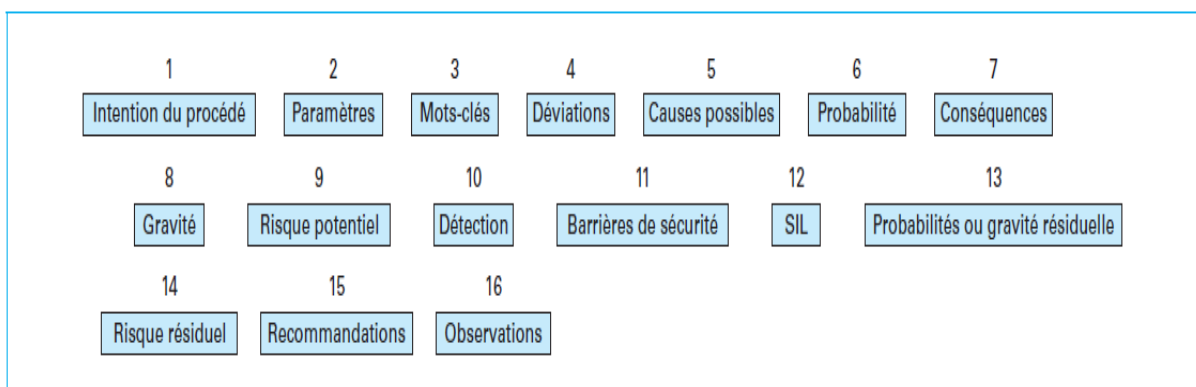 1 2 3 4 5 6 7
Intention du procédé Paramètres Mots-clés Déviations Causes possibles Probabilité Conséquences
8 9 10 11 12 13
Gravité Risque potentiel Détection Barrières de sécurité SIL Probabilités ou gravité résiduelle
14 15 16
Risque résiduel Recommandations Observations